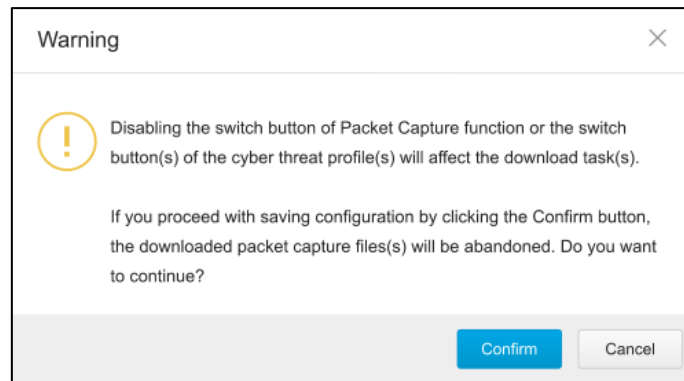 Warning
Disabling the switch button of Packet Capture function or the switch
button(s) of the cyber threat profile(s) will affect the download task(s).
If you proceed with saving configuration by clicking the Confirm button,
the downloaded packet capture files(s) will be abandoned. Do you want
to continue?
Confirm Cancel